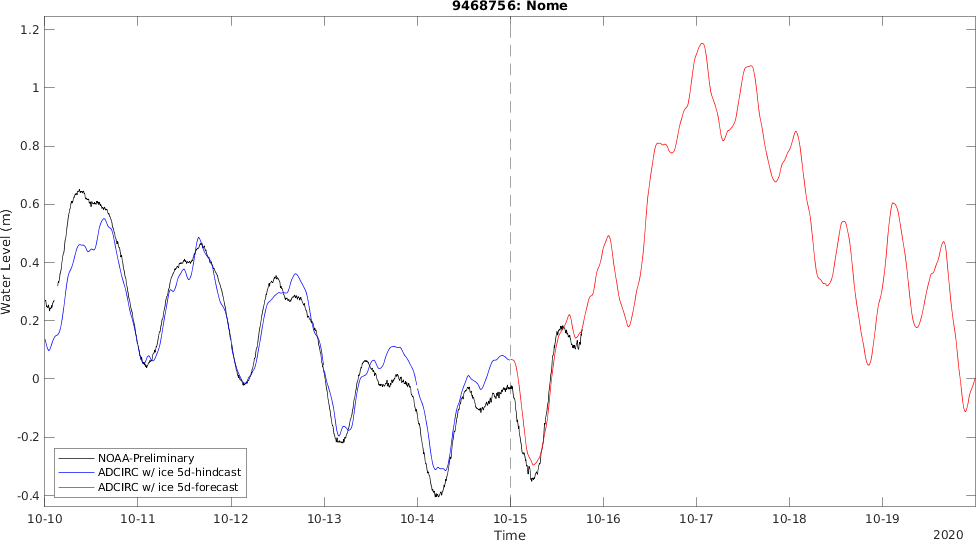 9468756: Nome
1.2
1
0.8
0.6
0.4
0.2
0
-0.2
-0.4
Water Level (m)
NOAA-Preliminary
ADCIRC w/ ice 5d-hindcast
ADCIRC w/ ice 5d-forecast
10-10 10-11 10-12 10-13 10-14 10-15 10-16 10-17 10-18 10-19
Time
2020